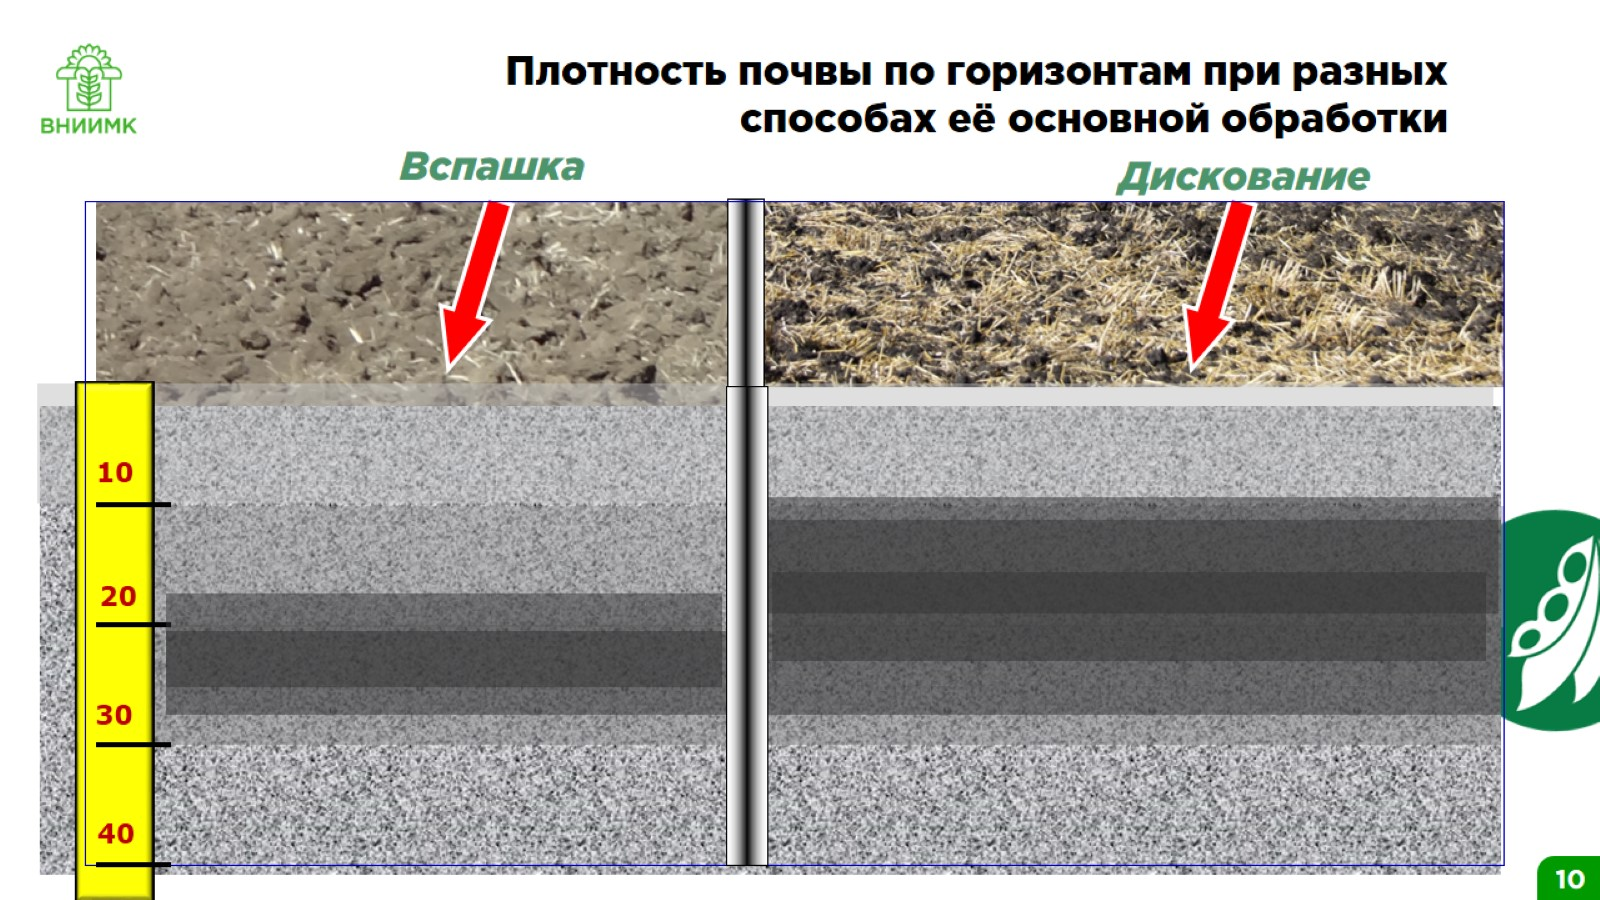 ВНИИМК
Плотность почвы по горизонтам при разных
способах её основной обработки
Вспашка
Дискование
10
20
30
40
10